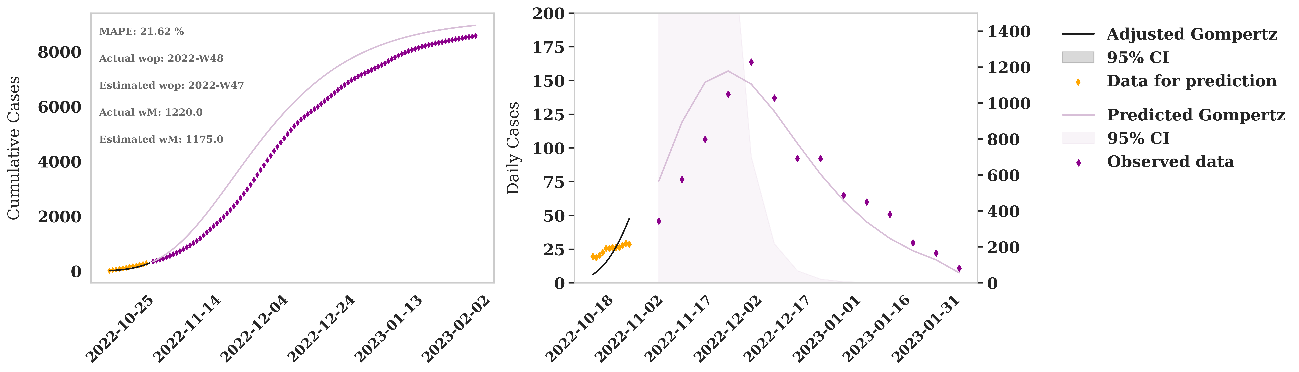 MAPE: 21.62 %
Actual wop: 2022-W48
Estimated wop: 2022-W47
Actual wM: 1220.0
Estimated wM: 1175.0
Cumulative Cases
8000
6000
4000
2000
0
2022-10-25
2022-11-14
2022-12-04
2022-12-24
2023-01-13
2023-02-02
Daily Cases
200
175
150
125
100
75
50
25
0
2022-10-18
2022-11-02
2022-11-17
2022-12-02
2022-12-17
2023-01-01
2023-01-16
2023-01-31
1400
1200
1000
800
600
400
200
0
Adjusted Gompertz
95% CI
Data for prediction
Predicted Gompertz
95% CI
Observed data